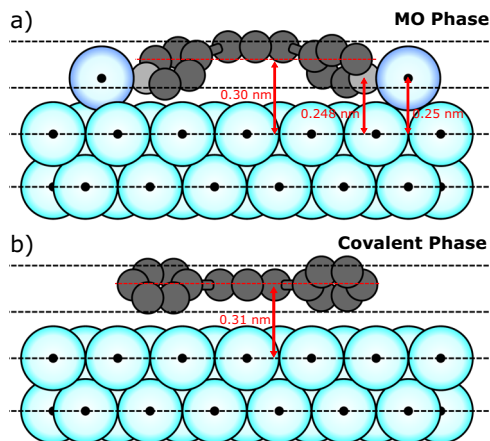 a)
MO Phase
0.30 nm
0.248 nm
0.25 nm
b)
Covalent Phase
0.31 nm